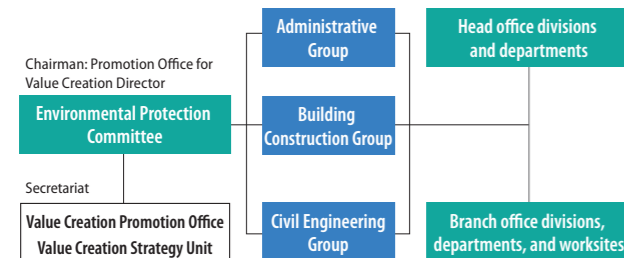 Chairman: Promotion Office for
Value Creation Director
Environmental Protection
Committee
Secretariat
Value Creation Promotion Office
Value Creation Strategy Unit
Administrative
Group
Building
Construction Group
Civil Engineering
Group
Head office divisions
and departments
Branch office divisions,
departments, and worksites